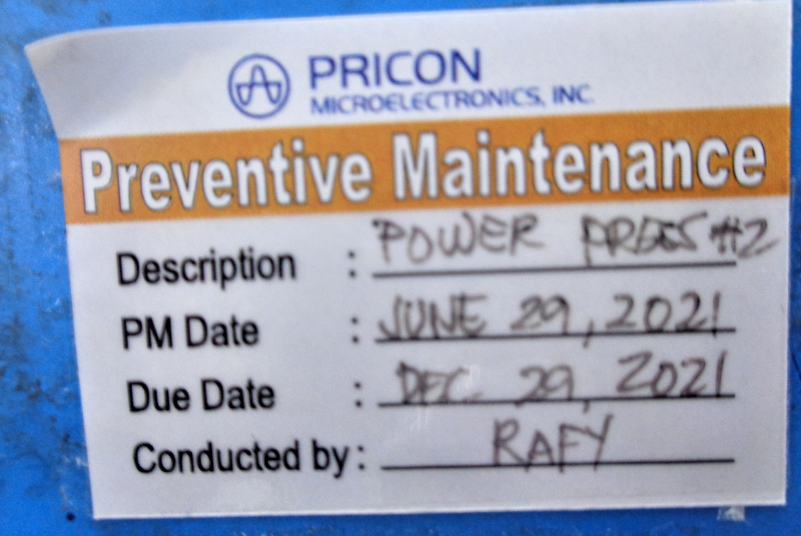 PRICON
MICROELECTRONICS, INC.
Preventive Maintenance
Description : POWER PRESS #2
PM Date : JUNE 29, 2021
Due Date : DEC. 29, 2021
Conducted by : RAFY